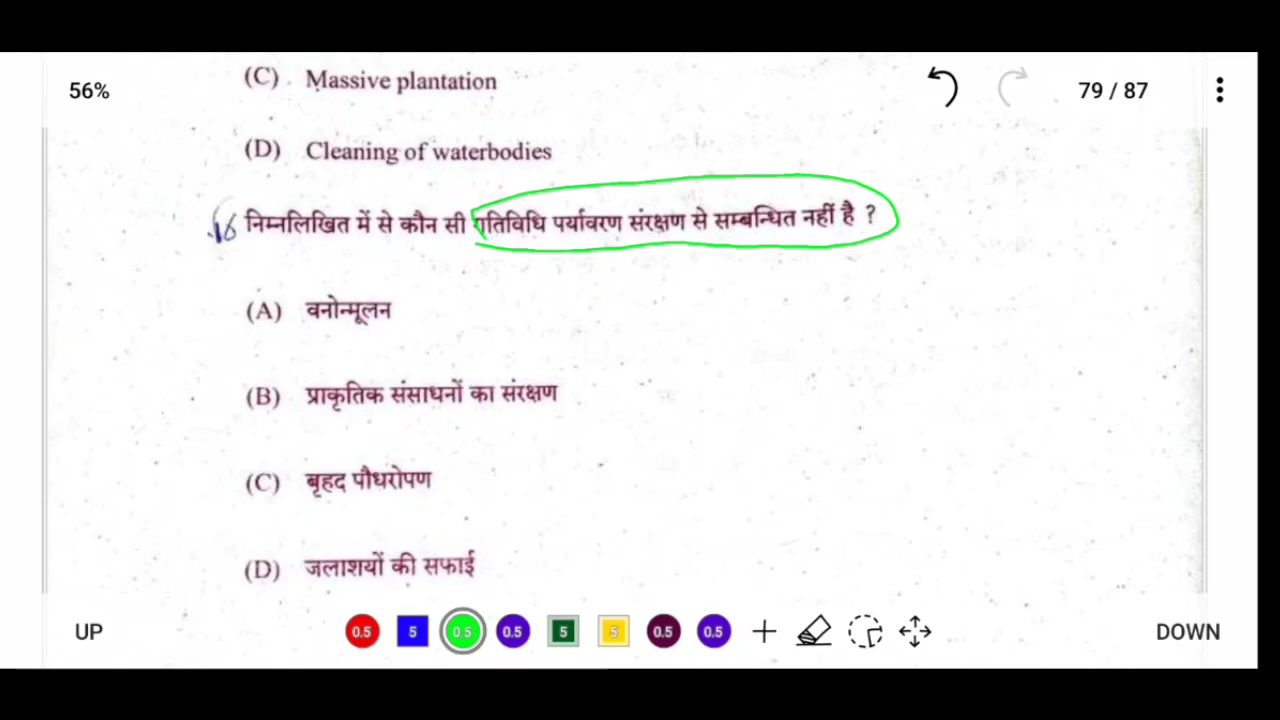 (C) Massive plantation
56%
79 / 87
(D) Cleaning of waterbodies
16 निम्नलिखित में से कौन सी गतिविधि पर्यावरण संरक्षण से सम्बन्धित नहीं है ?
(A) वनोन्मूलन
(B) प्राकृतिक संसाधनों का संरक्षण
(C) बृहद पौधरोपण
(D) जलाशयों की सफाई
UP
0.5 5 0.5 0.5 5 5 0.5 0.5
DOWN